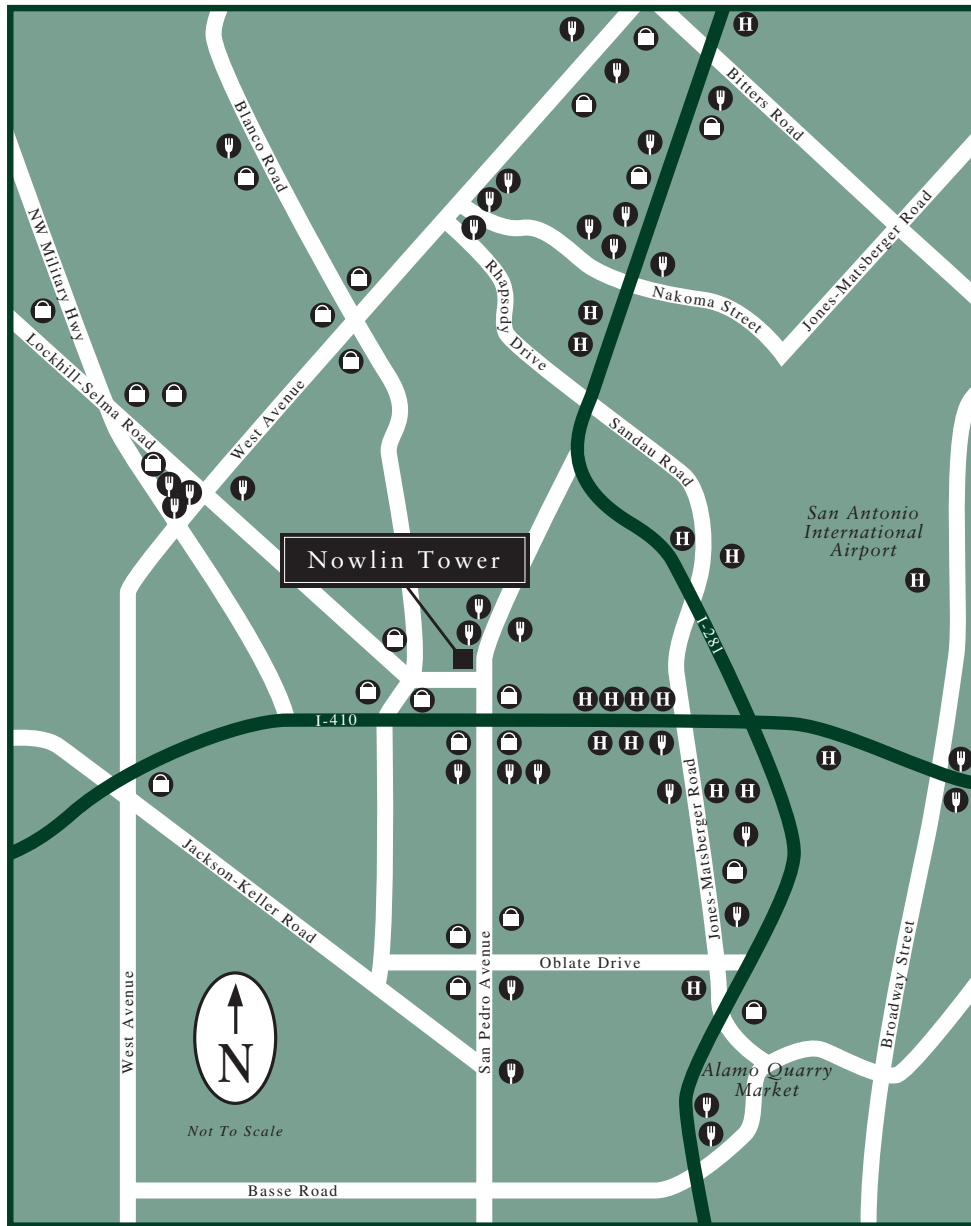 H
Bitters Road
Blanco Road
Jones-Matsberger Road
NW Military Hwy
Rhapsody
Drive
Nakoma Street
H
H
Lockhill-Selma Road
West Avenue
Sandau Road
San Antonio
International
Airport
H
H
H
Nowlin Tower
I-281
H
H
H
H
I-410
H
H
H
H
H
Jones-Matsberger Road
Jackson-Keller Road
San Pedro Avenue
Oblate Drive
Broadway Street
West Avenue
H
N
Not To Scale
Alamo Quarry
Market
Basse Road